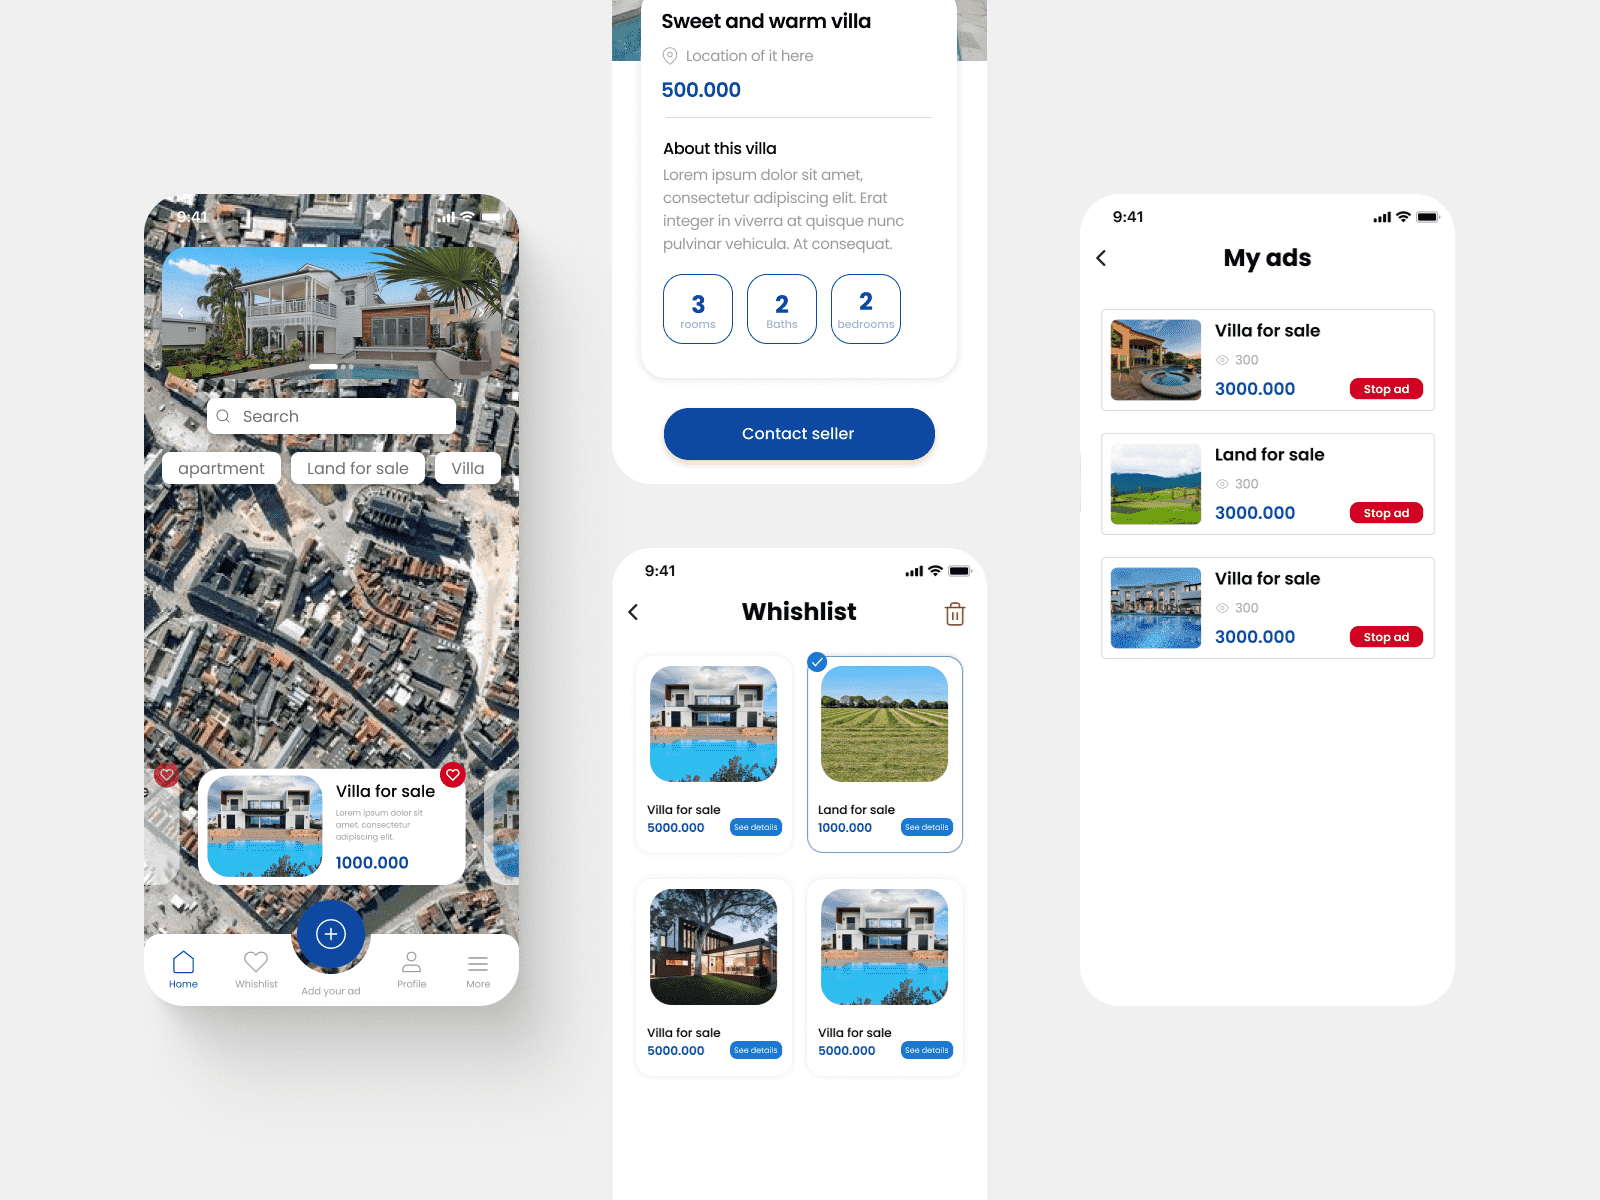 9:41
Search
apartment
Land for sale
Villa
e
Villa for sale
Lorem ipsum dolor sit
amet, consectetur
adipiscing elit.
1000.000
Home
Whishlist
Add your ad
Profile
More
Sweet and warm villa
Location of it here
500.000
About this villa
Lorem ipsum dolor sit amet,
consectetur adipiscing elit. Erat
integer in viverra at quisque nunc
pulvinar vehicula. At consequat.
3
rooms
2
Baths
2
bedrooms
Contact seller
9:41
Whishlist
Villa for sale
5000.000
See details
Land for sale
1000.000
See details
Villa for sale
5000.000
See details
Villa for sale
5000.000
See details
9:41
My ads
Villa for sale
300
3000.000
Stop ad
Land for sale
300
3000.000
Stop ad
Villa for sale
300
3000.000
Stop ad